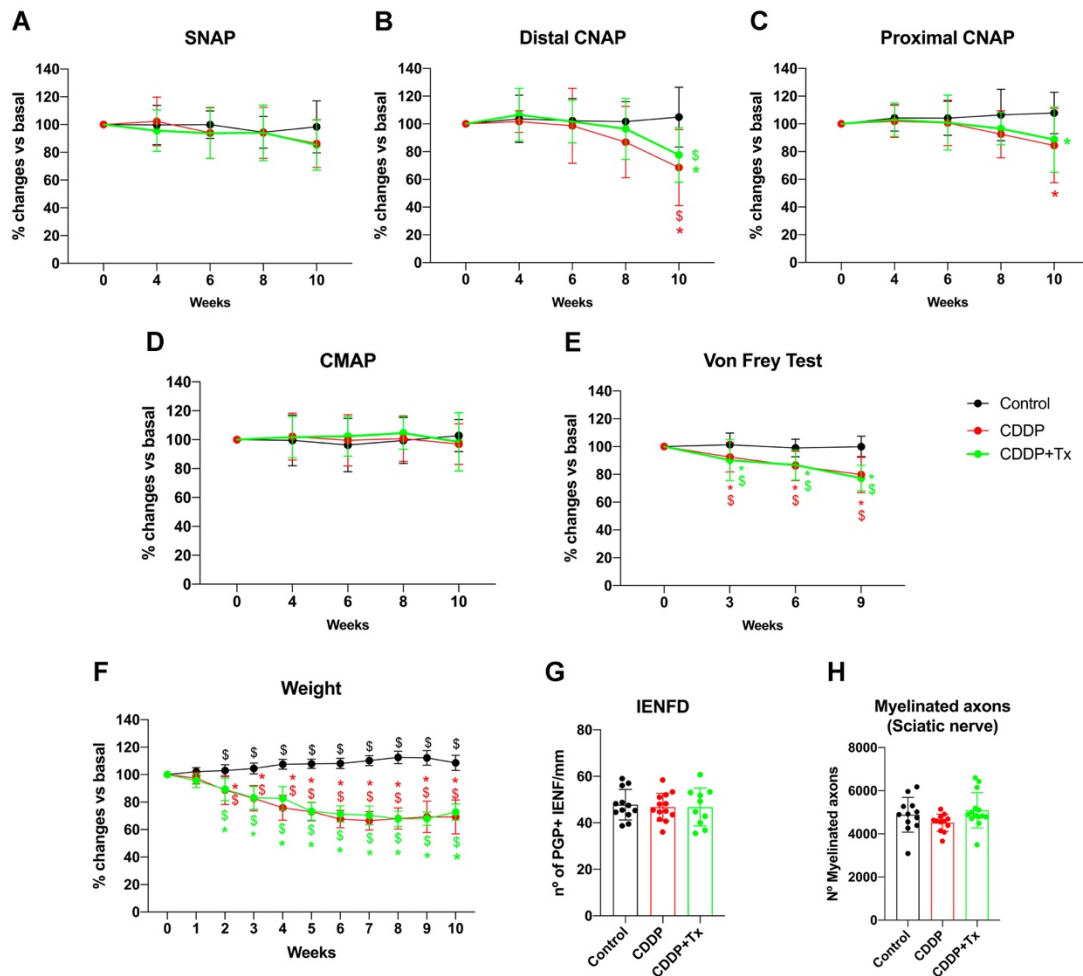 A
SNAP
% changes vs basal
140
120
100
80
60
40
20
0
0 4 6 8 10
Weeks
B
Distal CNAP
% changes vs basal
140
120
100
80
60
40
20
0
$
*
$
*
0 4 6 8 10
Weeks
C
Proximal CNAP
% changes vs basal
140
120
100
80
60
40
20
0
*
*
0 4 6 8 10
Weeks
D
CMAP
% changes vs basal
140
120
100
80
60
40
20
0
0 4 6 8 10
Weeks
E
Von Frey Test
% changes vs basal
140
120
100
80
60
40
20
0
* * *
$ $ $
* * *
$ $ $
0 3 6 9
Weeks
Control
CDDP
CDDP+Tx
F
Weight
% changes vs basal
140
120
100
80
60
40
20
0
$ $ $ $ $ $ $ $ $
* * * * * * * * *
$ $ $ $ $ $ $ $ $
$ $ $ $ $ $ $ $ $
* * * * * * * * *
0 1 2 3 4 5 6 7 8 9 10
Weeks
G
IENFD
nº of PGP+ IENF/mm
80
60
40
20
0
Control
CDDP
CDDP+Tx
H
Myelinated axons
(Sciatic nerve)
Nº Myelinated axons
8000
6000
4000
2000
0
Control
CDDP
CDDP+Tx